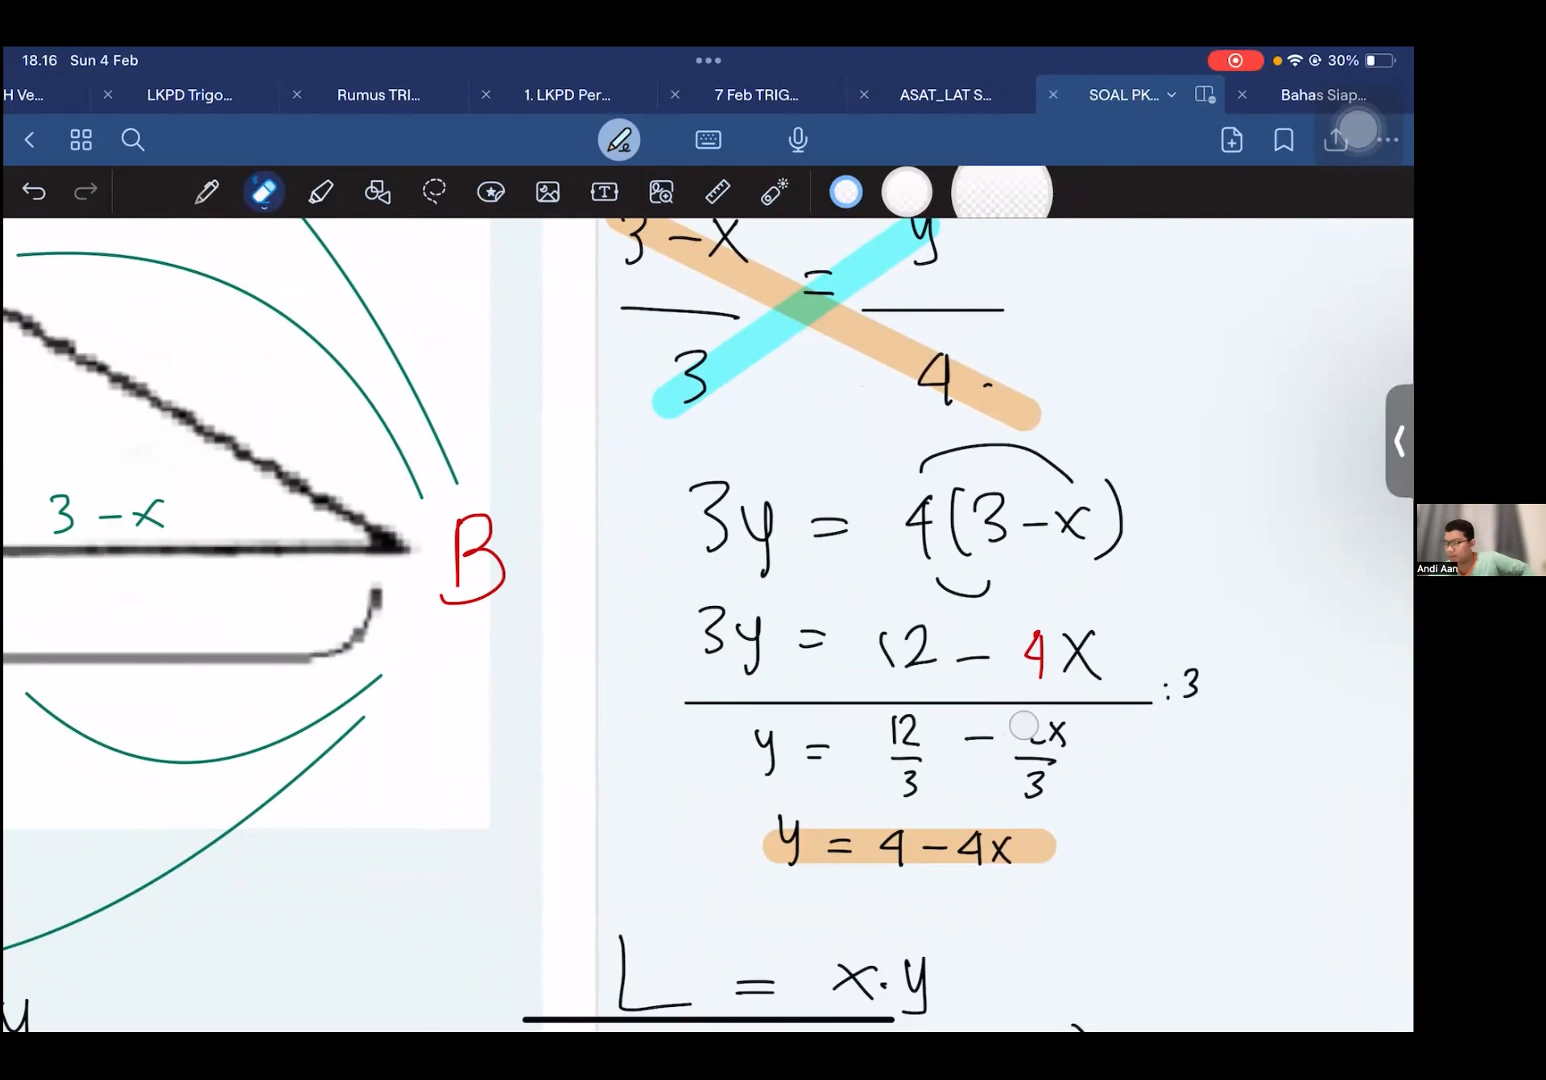 18.16 Sun 4 Feb
30%
H Ve...
LKPD Trigo...
Rumus TRI...
1. LKPD Per...
7 Feb TRIG...
ASAT_LAT S...
SOAL PK...
Bahas Siap...
3 - x
B
y
3 - x = y
3 4
3y = 4(3 - x)
3y = 12 - 4x
: 3
y = 12/3 - x/3
y = 4 - 4x
L = x . y
Andi Aan